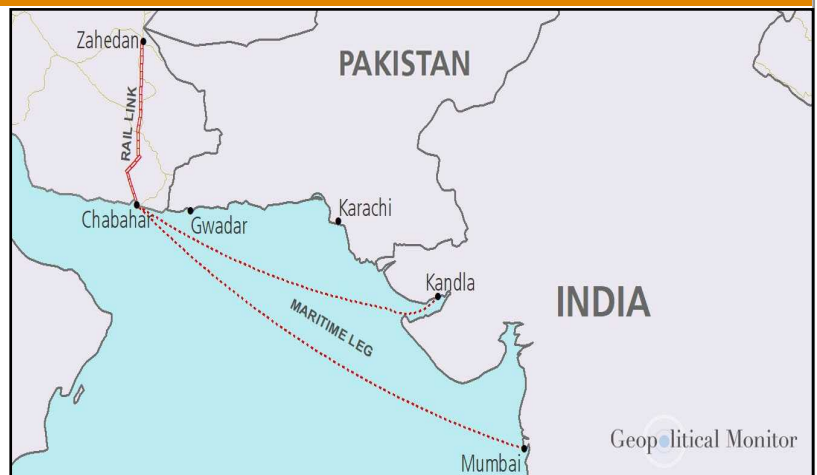 Zahedan
PAKISTAN
RAIL LINK
Chabahar
Gwadar
Karachi
Kandla
INDIA
MARITIME LEG
Geopolitical Monitor
Mumbai